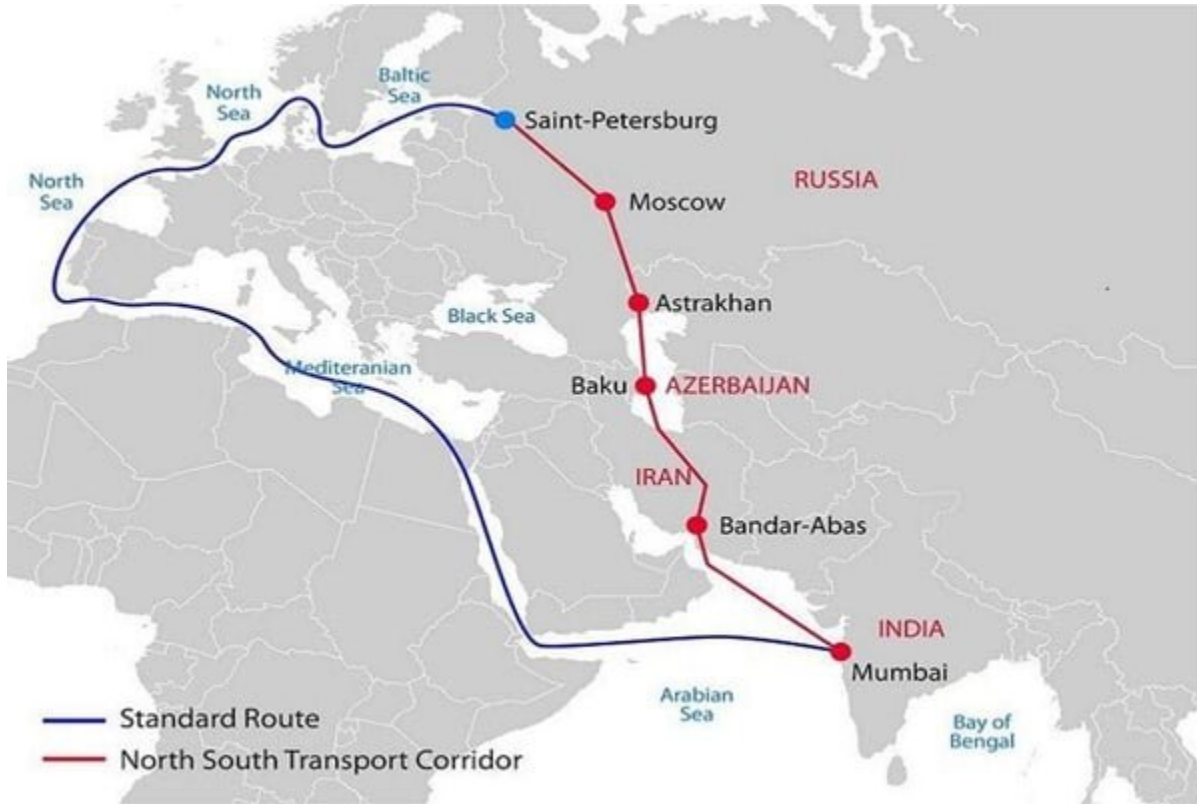 Baltic
Sea
North
Sea
Saint-Petersburg
North
Sea
RUSSIA
Moscow
Astrakhan
Black Sea
Mediteranian
Sea
Baku
AZERBAIJAN
IRAN
Bandar-Abas
INDIA
Mumbai
Arabian
Sea
Bay of
Bengal
Standard Route
North South Transport Corridor